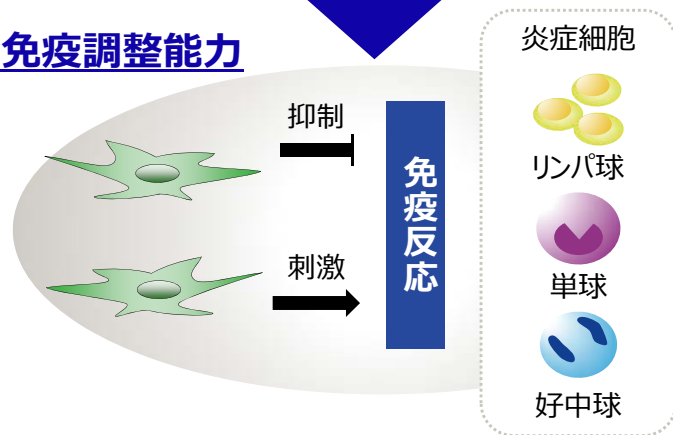 免疫調整能力
抑制
刺激
免疫反応
炎症細胞
リンパ球
単球
好中球